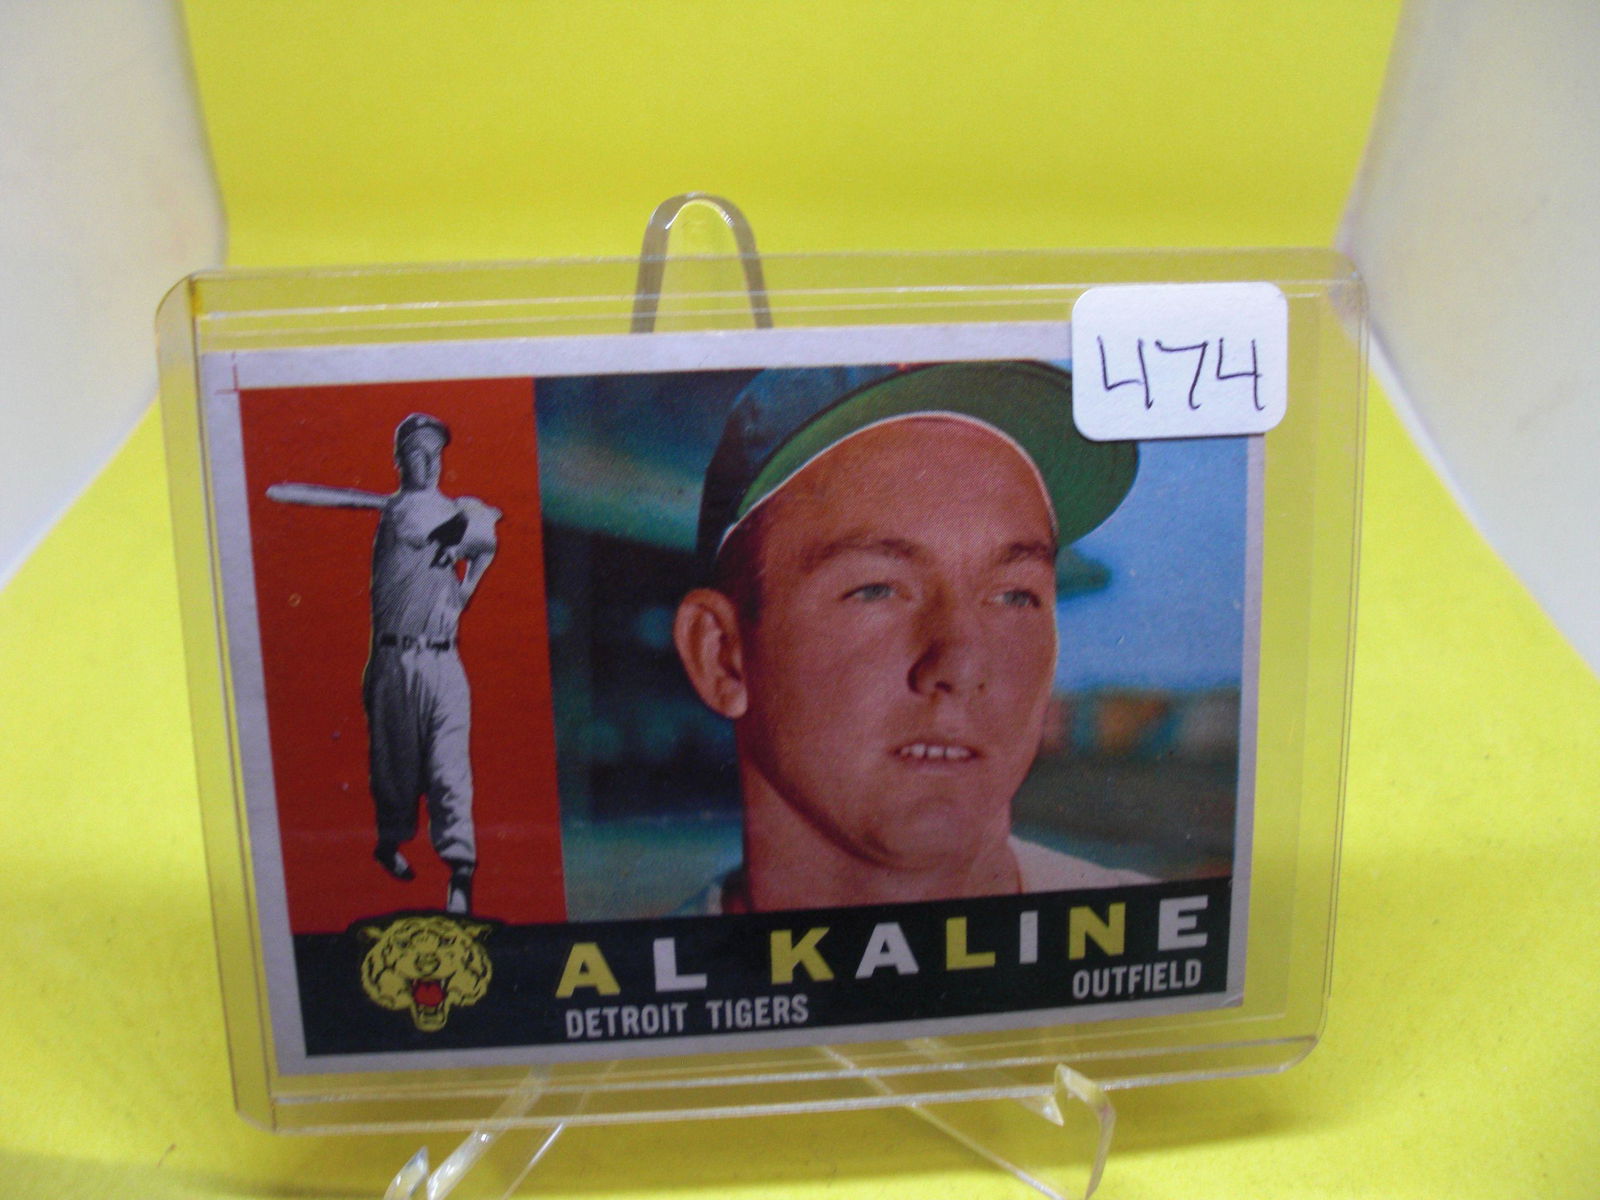 474
AL KALINE
DETROIT TIGERS
OUTFIELD